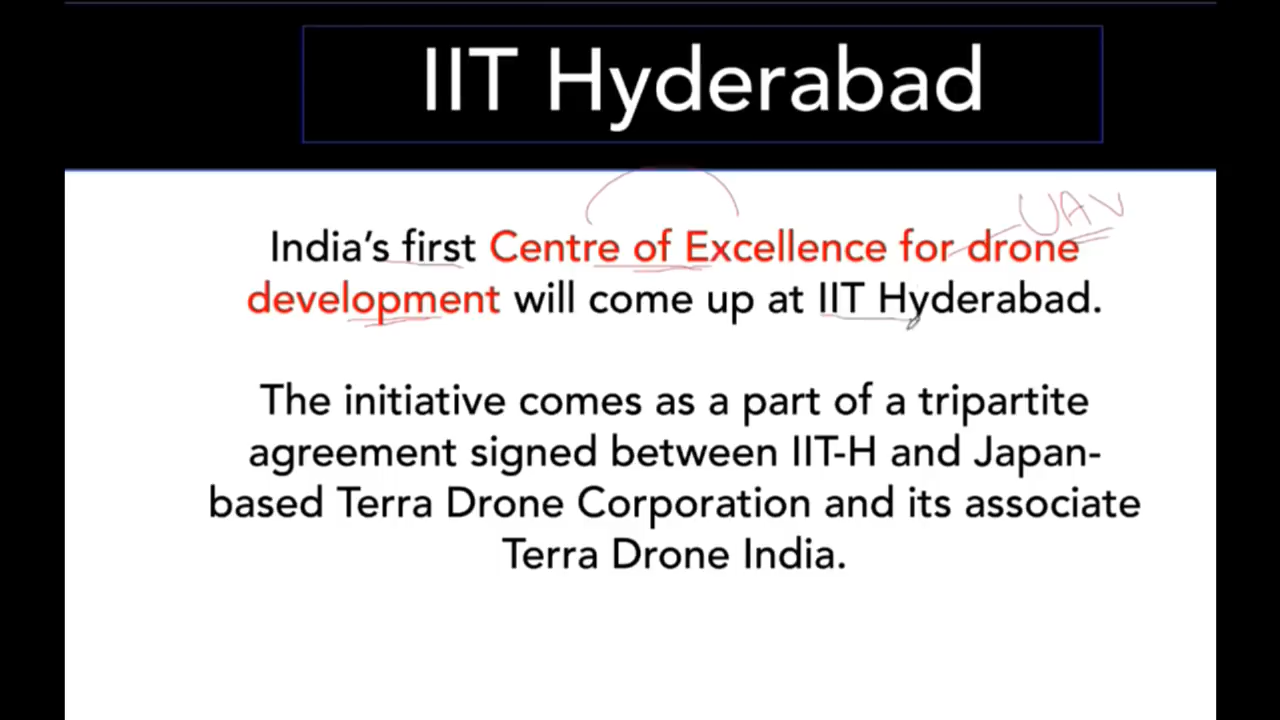 IIT Hyderabad
UAV
India’s first Centre of Excellence for drone
development will come up at IIT Hyderabad.
The initiative comes as a part of a tripartite
agreement signed between IIT-H and Japan-
based Terra Drone Corporation and its associate
Terra Drone India.